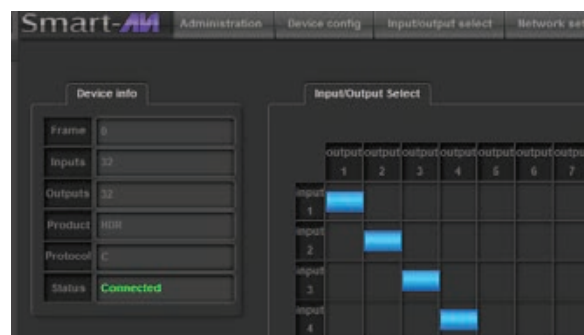 Smart-AVI
Administration
Device config
Input/output select
Network se
Device info
Frame 0
Inputs 32
Outputs 32
Product HDR
Protocol C
Status Connected
Input/Output Select
output output output output output output outpu
1 2 3 4 5 6 7
input
1
input
2
input
3
input
4